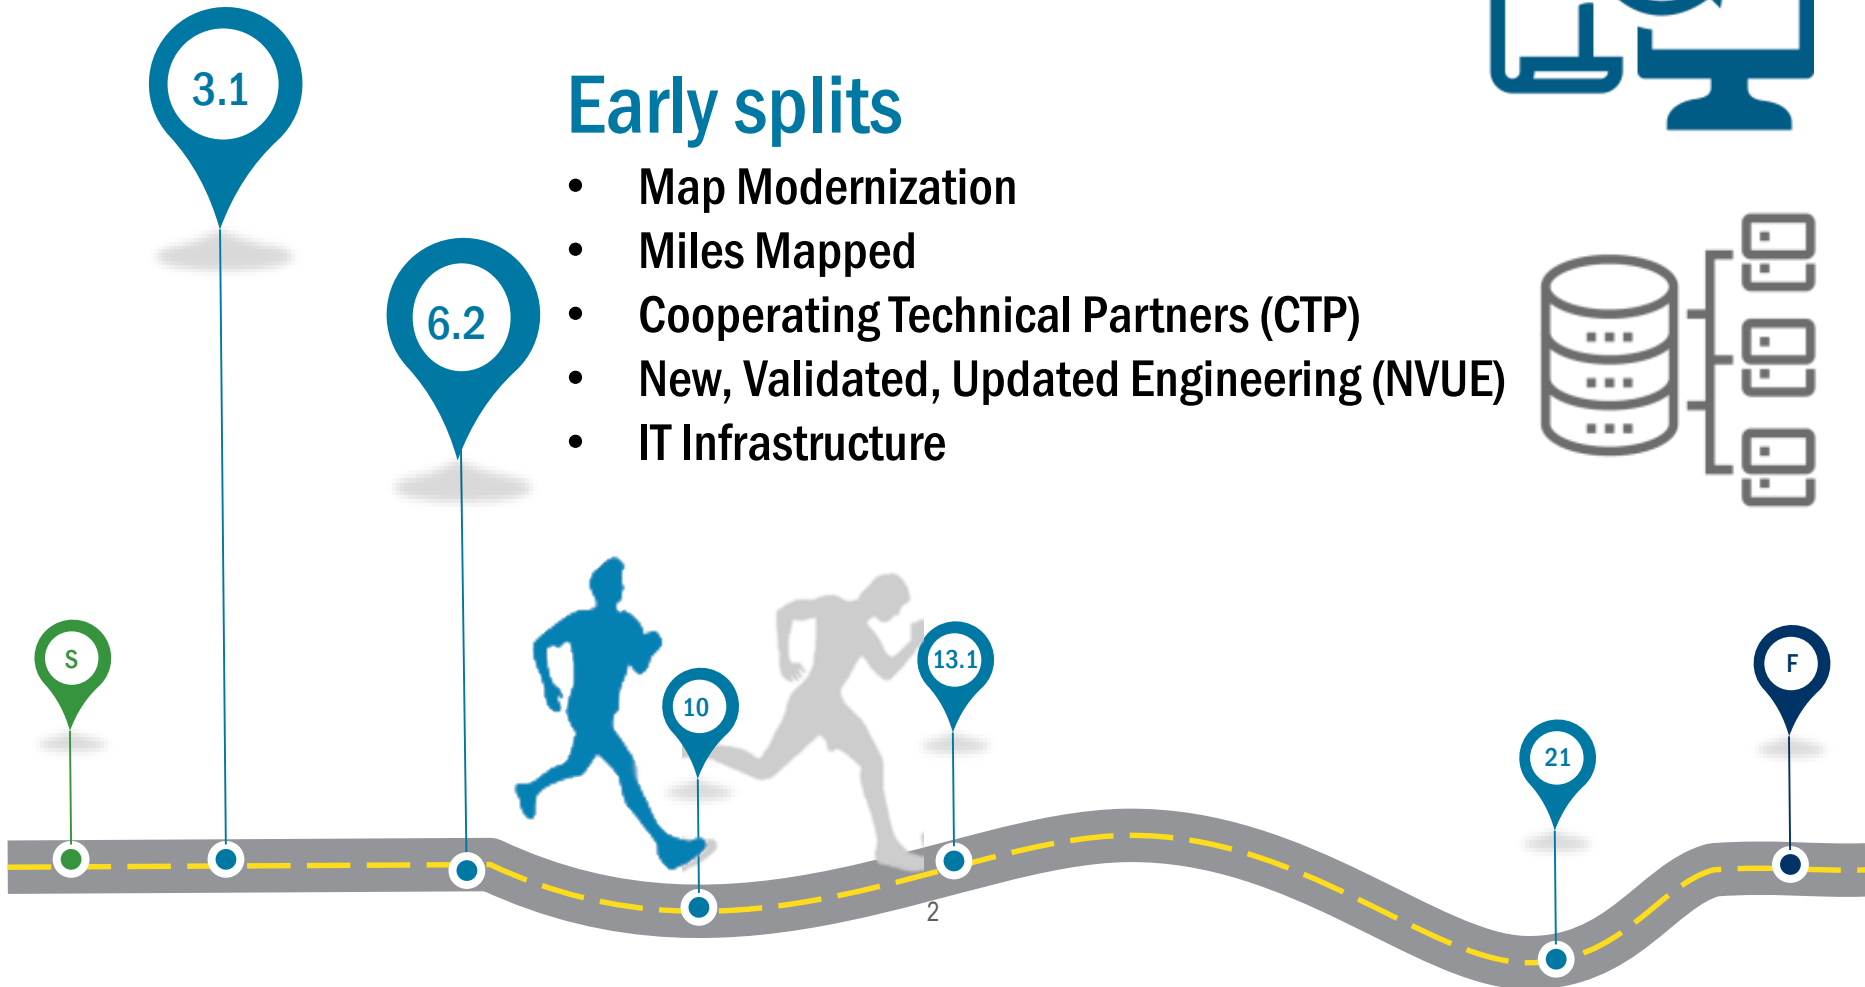 3.1
Early splits
• Map Modernization
• Miles Mapped
• Cooperating Technical Partners (CTP)
6.2
• New, Validated, Updated Engineering (NVUE)
• IT Infrastructure
S
10
13.1
21
F
2